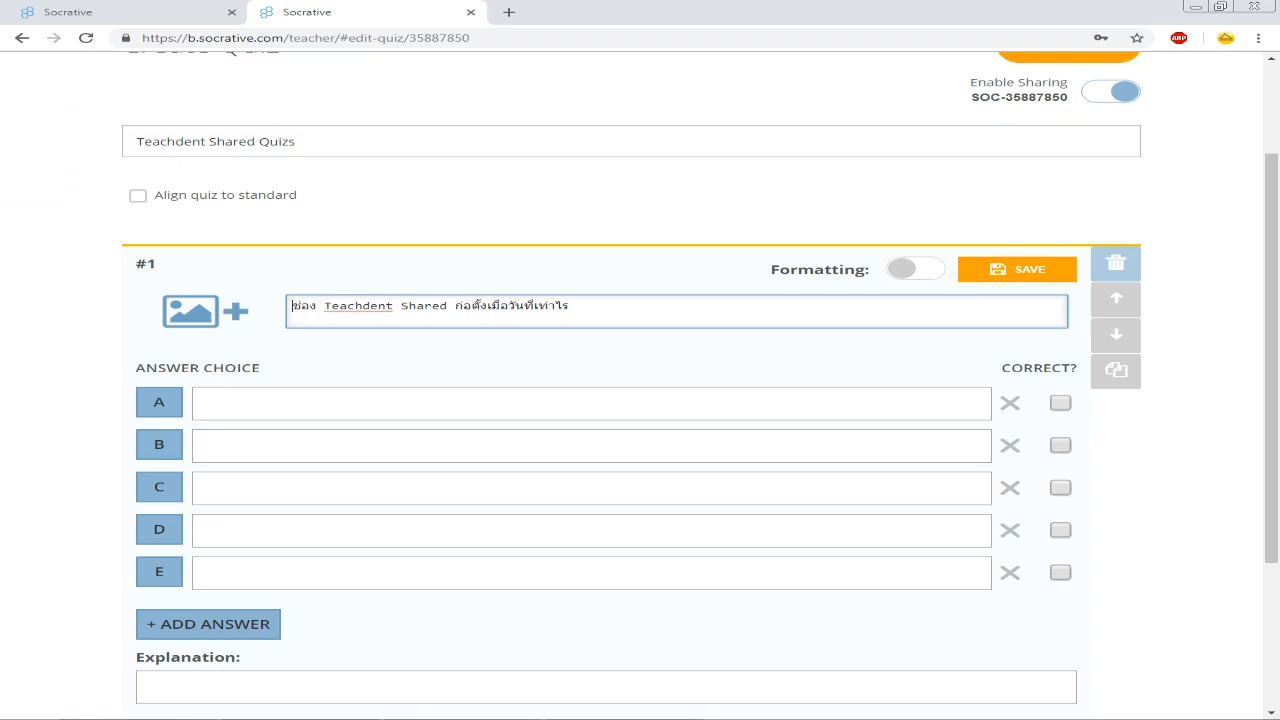 Socrative
Socrative
https://b.socrative.com/teacher/#edit-quiz/35887850
ABP
Enable Sharing
SOC-35887850
Teachdent Shared Quizs
Align quiz to standard
#1
Formatting:
SAVE
ช่อง Teachdent Shared ก่อตั้งเมื่อวันที่เท่าไร
ANSWER CHOICE
CORRECT?
A
B
C
D
E
+ ADD ANSWER
Explanation: